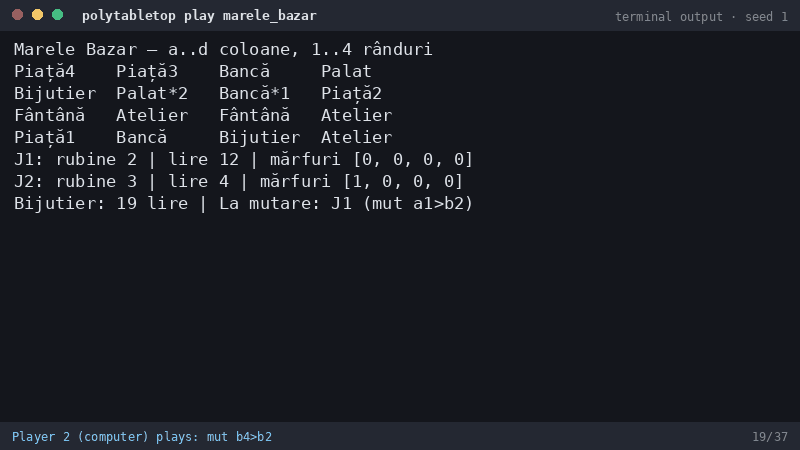 polytabletop play marele_bazar
terminal output · seed 1
Marele Bazar — a..d coloane, 1..4 rânduri
Piață4 Piață3 Bancă Palat
Bijutier Palat*2 Bancă*1 Piață2
Fântână Atelier Fântână Atelier
Piață1 Bancă Bijutier Atelier
J1: rubine 2 | lire 12 | mărfuri [0, 0, 0, 0]
J2: rubine 3 | lire 4 | mărfuri [1, 0, 0, 0]
Bijutier: 19 lire | La mutare: J1 (mut a1>b2)
Player 2 (computer) plays: mut b4>b2
19/37